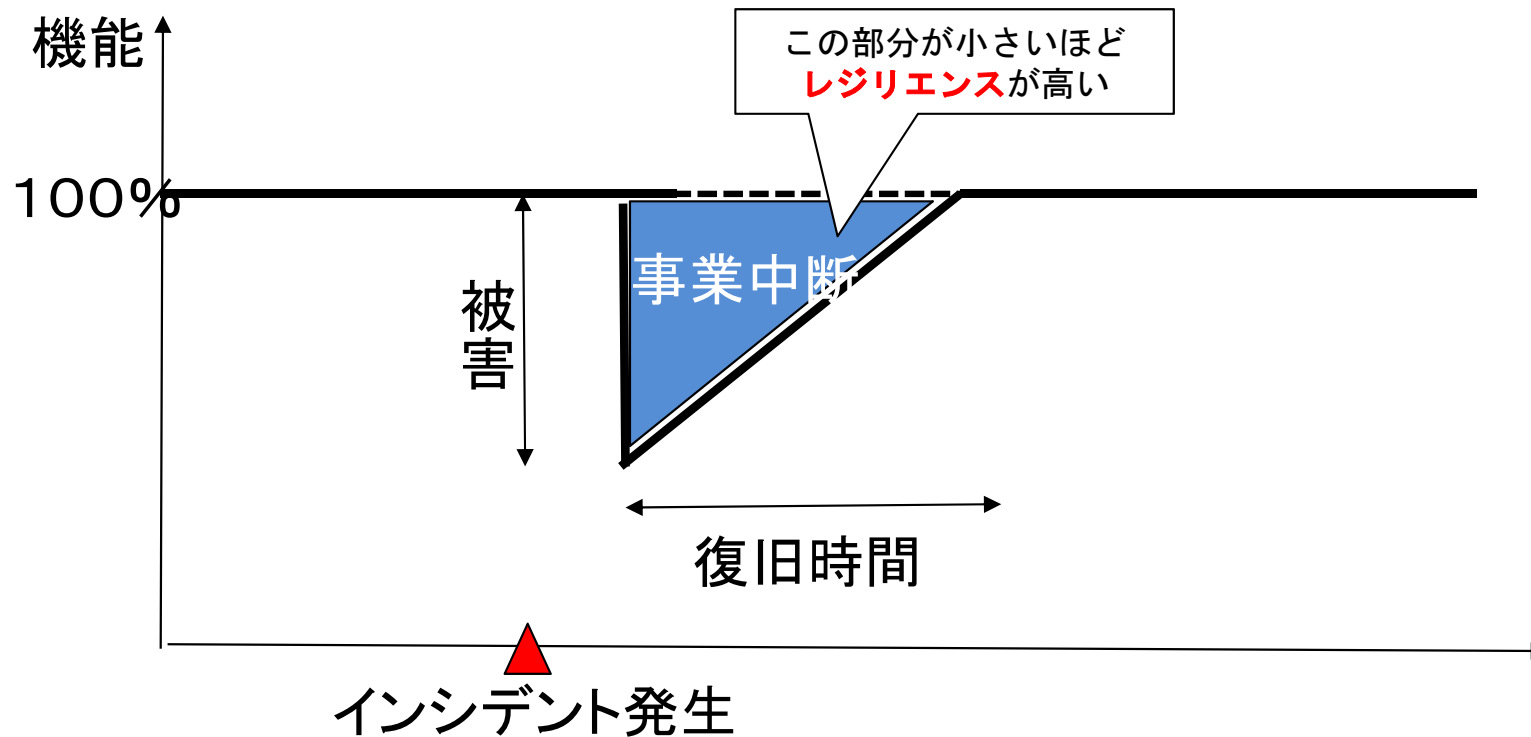 機能
この部分が小さいほど
レジリエンスが高い
100%
事業中断
被害
復旧時間
インシデント発生